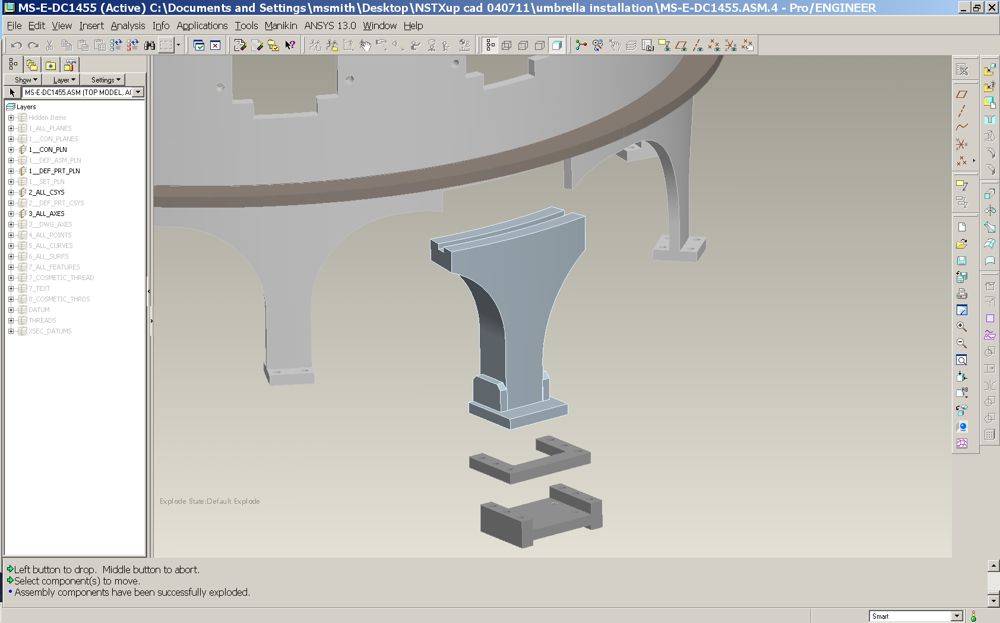 MS-E-DC1455 (Active) C:\Documents and Settings\msmith\Desktop\NSTXup cad 040711\umbrella installation\MS-E-DC1455.ASM.4 - Pro/ENGINEER
File Edit View Insert Analysis Info Applications Tools Manikin ANSYS 13.0 Window Help
Show Layer Settings
MS-E-DC1455.ASM (TOP MODEL, A(
Layers
Hidden Items
1_ALL_PLANES
1__CON_PLANES
1__CON_PLN
1__DEF_ASM_PLN
1__DEF_PRT_PLN
1__SET_PLN
2_ALL_CSYS
2__DEF_PRT_CSYS
3_ALL_AXES
3__DWG_AXES
4_ALL_POINTS
5_ALL_CURVES
6_ALL_SURFS
7_ALL_FEATURES
7_COSMETIC_THREAD
7_TEXT
8_COSMETIC_THRDS
DATUM
THREADS
XSEC_DATUMS
AB
Explode State:Default Explode
Left button to drop. Middle button to abort.
Select component(s) to move.
Assembly components have been successfully exploded.
Smart